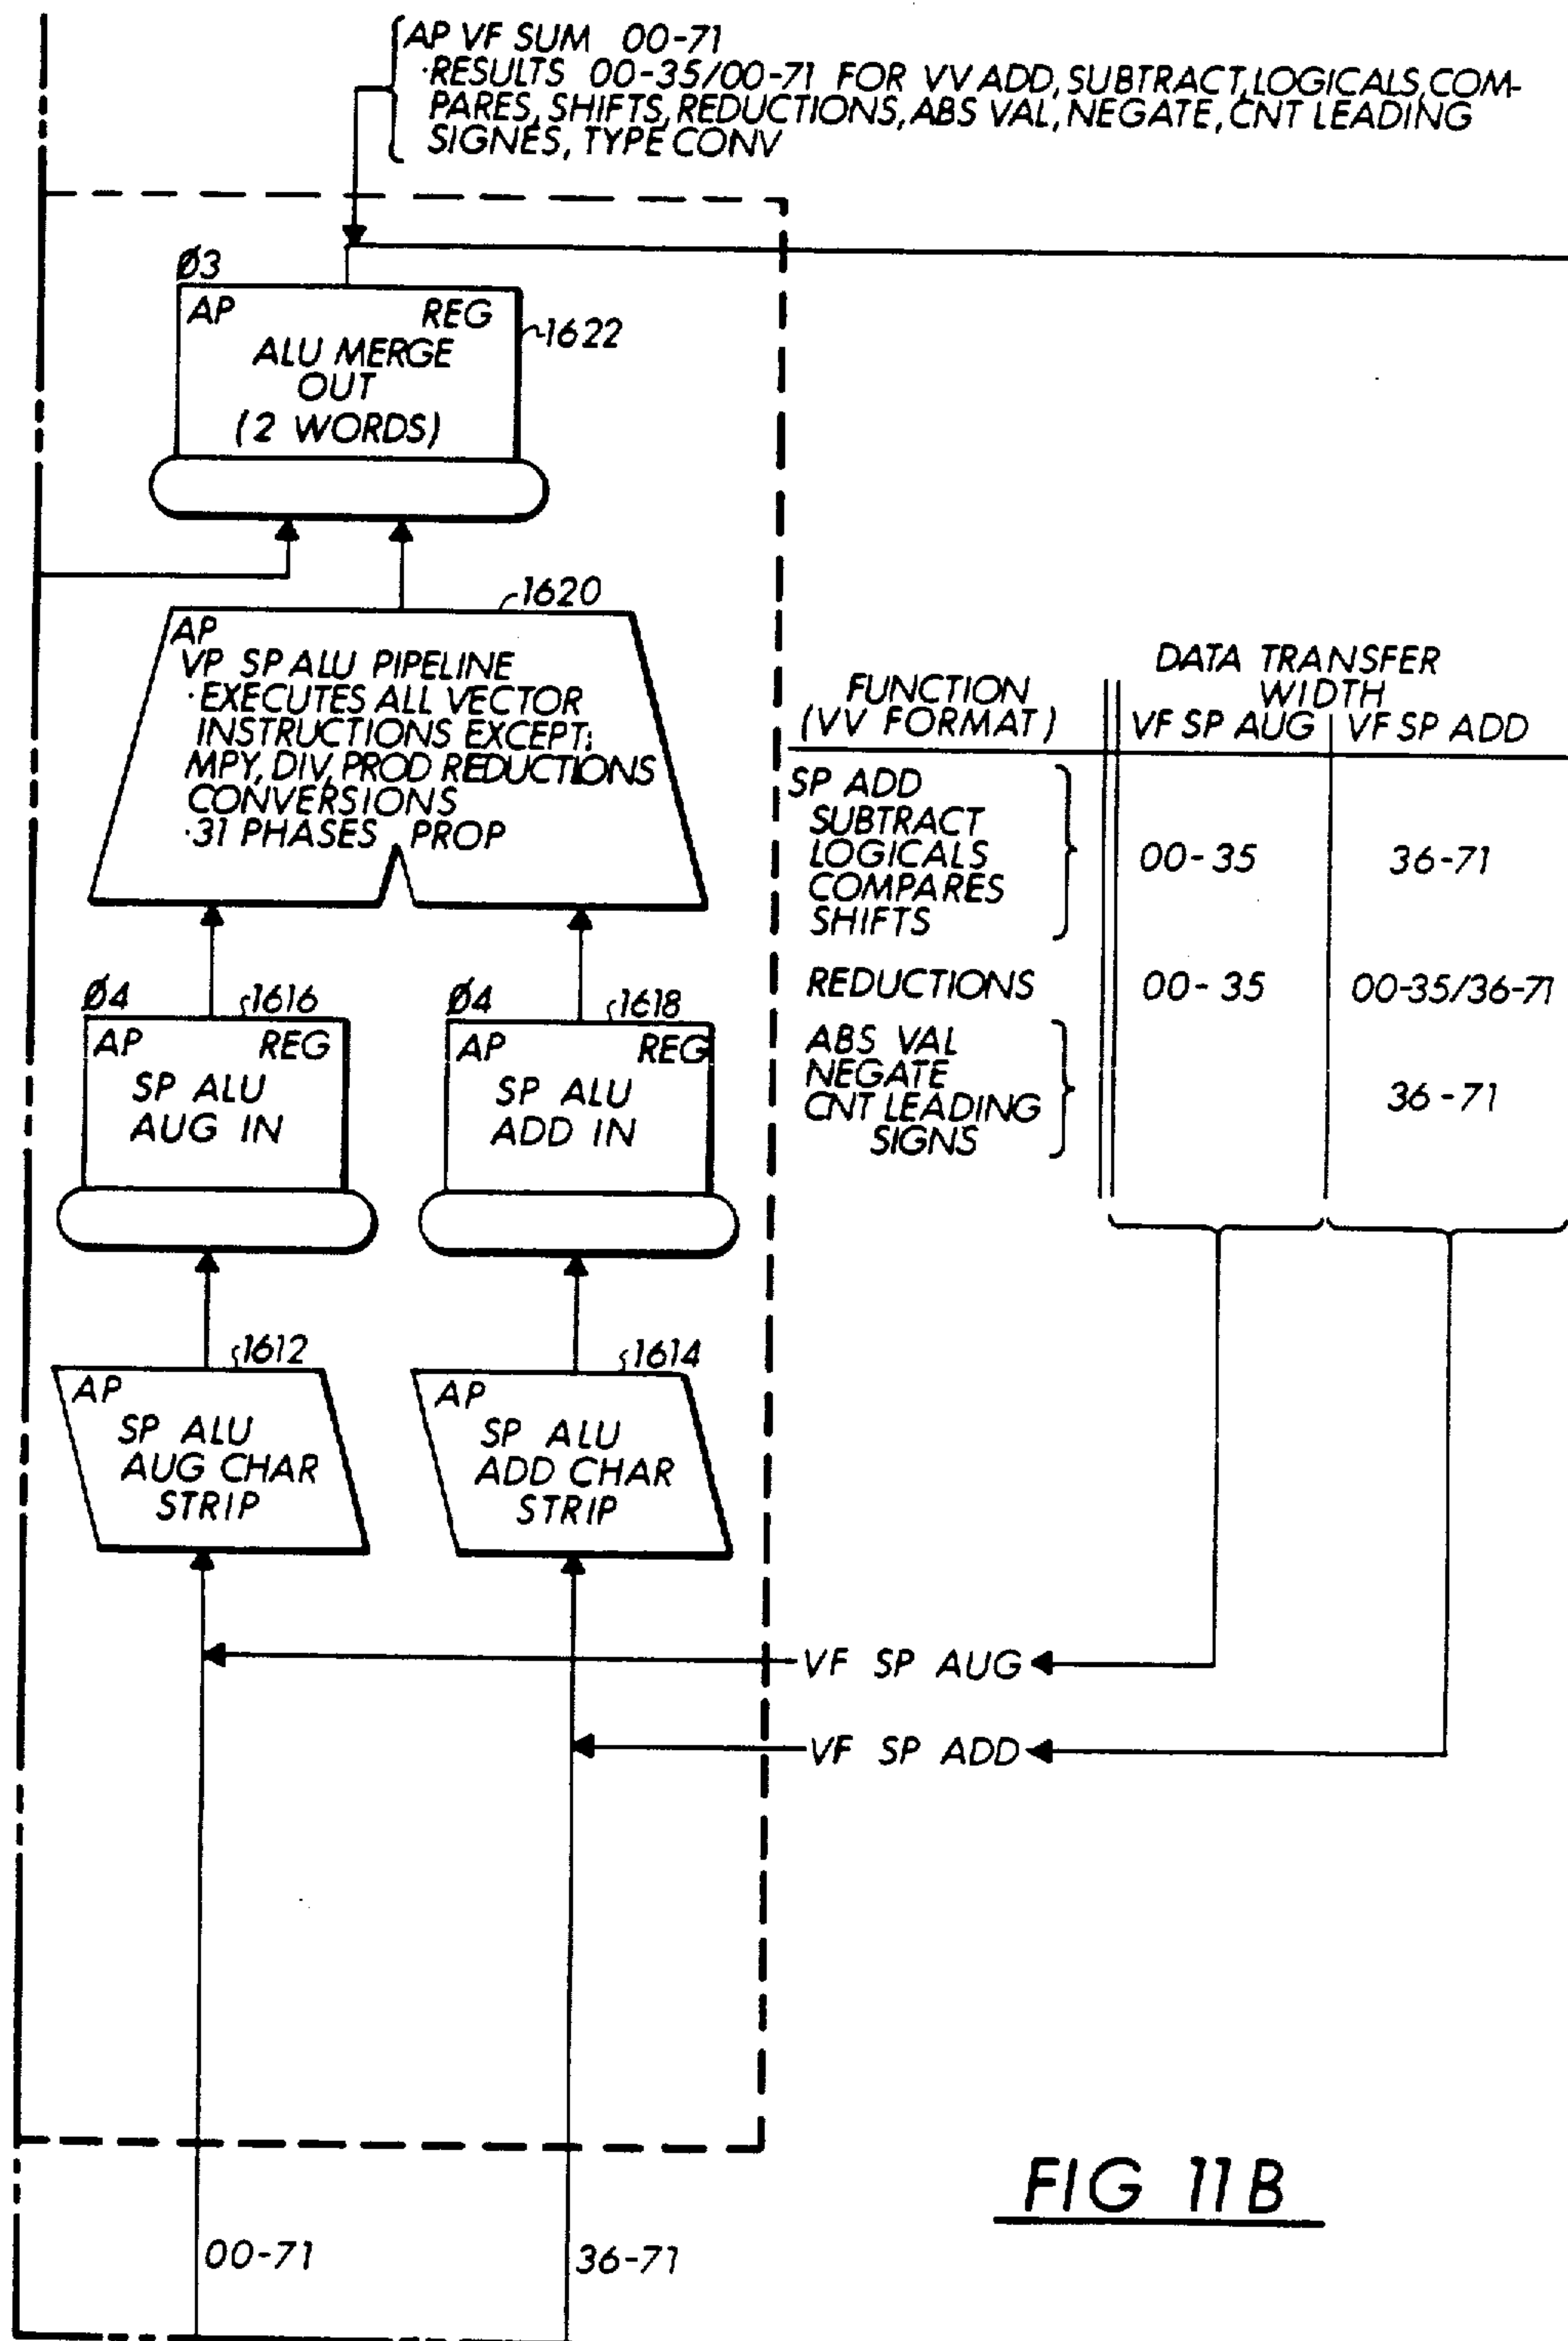 AP VF SUM 00-71
·RESULTS 00-35/00-71 FOR VV ADD, SUBTRACT, LOGICALS, COM-
PARES, SHIFTS, REDUCTIONS, ABS VAL, NEGATE, CNT LEADING
SIGNES, TYPE CONV
Ø3
AP REG
1622
ALU MERGE
OUT
(2 WORDS)
1620
AP
VP SP ALU PIPELINE
·EXECUTES ALL VECTOR
INSTRUCTIONS EXCEPT:
MPY, DIV, PROD REDUCTIONS
CONVERSIONS
·31 PHASES PROP
Ø4
1616
AP REG
SP ALU
AUG IN
Ø4
1618
AP REG
SP ALU
ADD IN
1612
AP
SP ALU
AUG CHAR
STRIP
1614
AP
SP ALU
ADD CHAR
STRIP
DATA TRANSFER
WIDTH
FUNCTION
(VV FORMAT)
VF SP AUG
VF SP ADD
SP ADD
SUBTRACT
LOGICALS
COMPARES
SHIFTS
00-35
36-71
REDUCTIONS
00-35
00-35/36-71
ABS VAL
NEGATE
CNT LEADING
SIGNS
36-71
VF SP AUG
VF SP ADD
00-71
36-71
FIG 11B